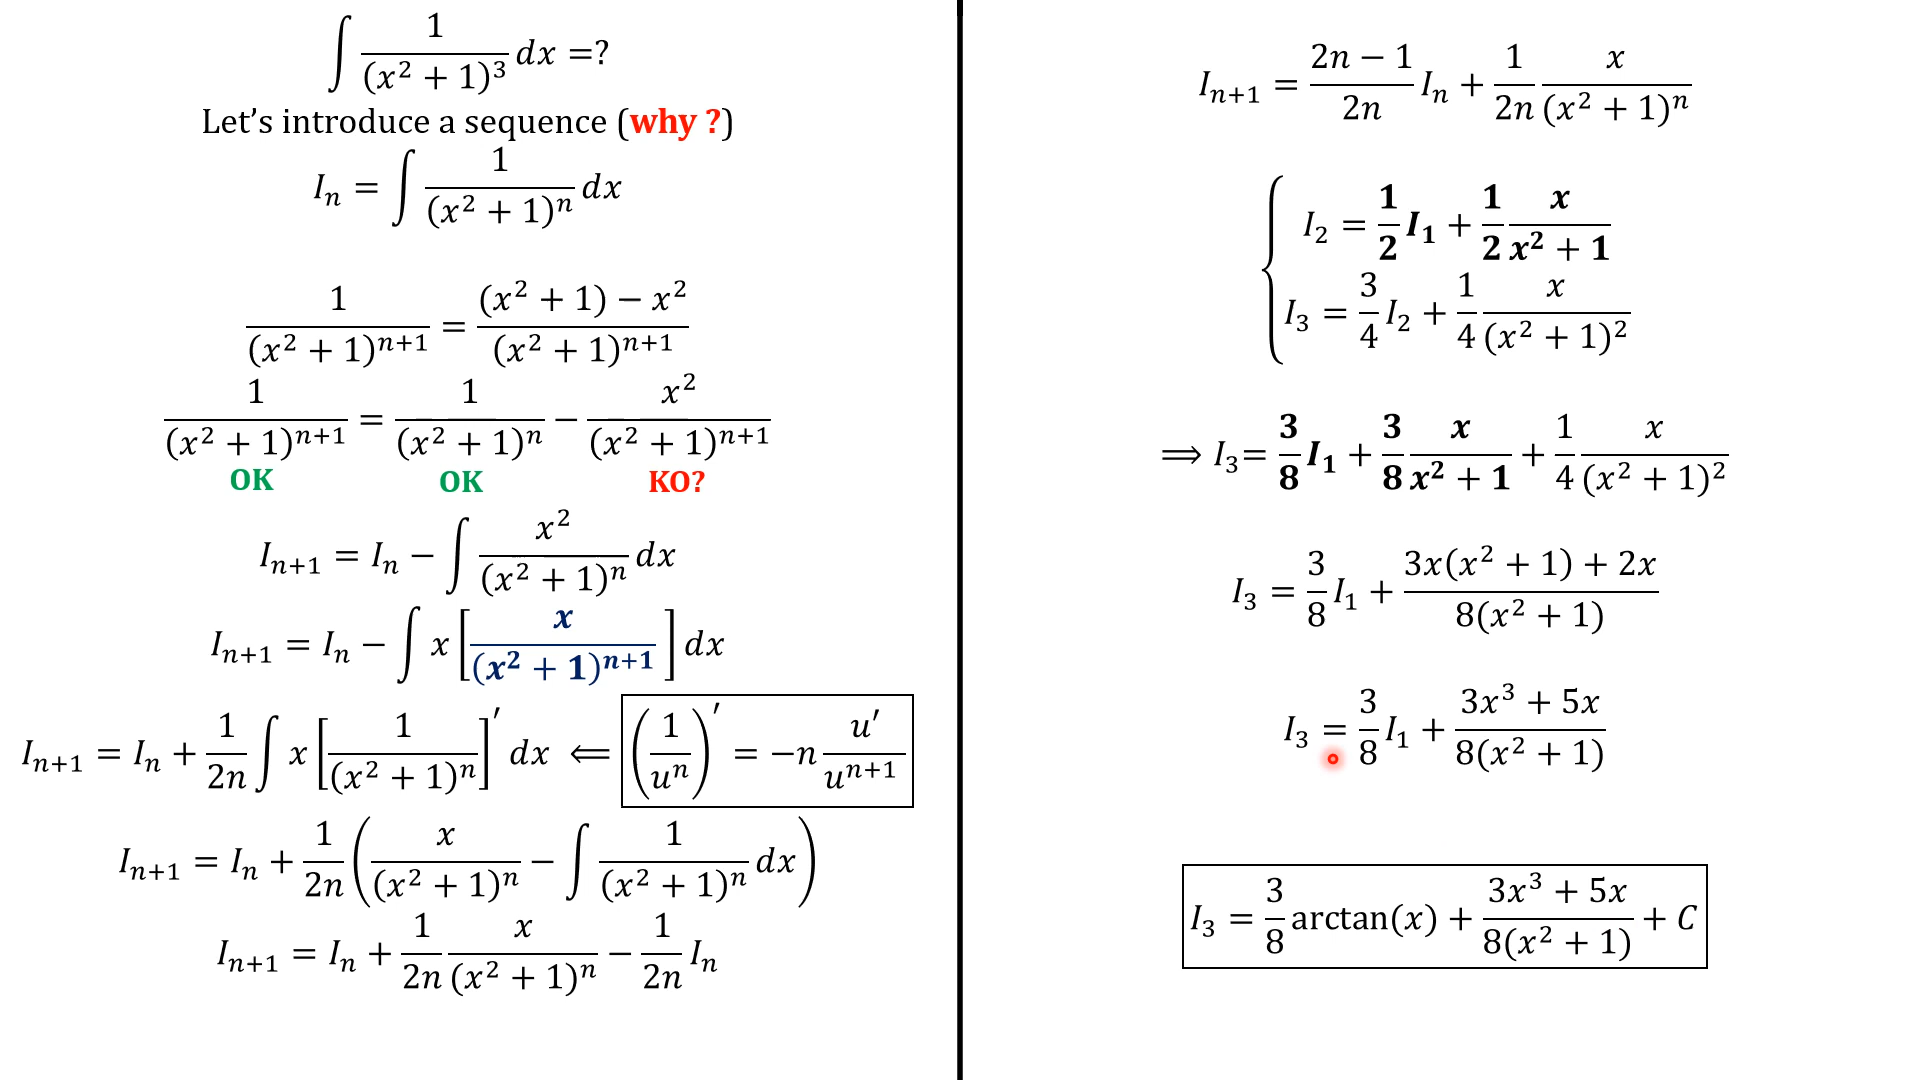 ∫ 1/(x² + 1)³ dx =?
Let’s introduce a sequence (why ?)
Iₙ = ∫ 1/(x² + 1)ⁿ dx
1/(x² + 1)ⁿ⁺¹ = ((x² + 1) − x²)/(x² + 1)ⁿ⁺¹
1/(x² + 1)ⁿ⁺¹ = 1/(x² + 1)ⁿ − x²/(x² + 1)ⁿ⁺¹
OK OK KO?
Iₙ₊₁ = Iₙ − ∫ x²/(x² + 1)ⁿ dx
Iₙ₊₁ = Iₙ − ∫ x [x/(x² + 1)ⁿ⁺¹] dx
Iₙ₊₁ = Iₙ + 1/2n ∫ x [1/(x² + 1)ⁿ]′ dx ⟸ (1/uⁿ)′ = −n u′/uⁿ⁺¹
Iₙ₊₁ = Iₙ + 1/2n (x/(x² + 1)ⁿ − ∫ 1/(x² + 1)ⁿ dx)
Iₙ₊₁ = Iₙ + 1/2n x/(x² + 1)ⁿ − 1/2n Iₙ
Iₙ₊₁ = (2n − 1)/2n Iₙ + 1/2n x/(x² + 1)ⁿ
{ I₂ = 1/2 I₁ + 1/2 x/(x² + 1)
I₃ = 3/4 I₂ + 1/4 x/(x² + 1)²
⟹ I₃= 3/8 I₁ + 3/8 x/(x² + 1) + 1/4 x/(x² + 1)²
I₃ = 3/8 I₁ + (3x(x² + 1) + 2x)/(8(x² + 1))
I₃ = 3/8 I₁ + (3x³ + 5x)/(8(x² + 1))
I₃ = 3/8 arctan(x) + (3x³ + 5x)/(8(x² + 1)) + C